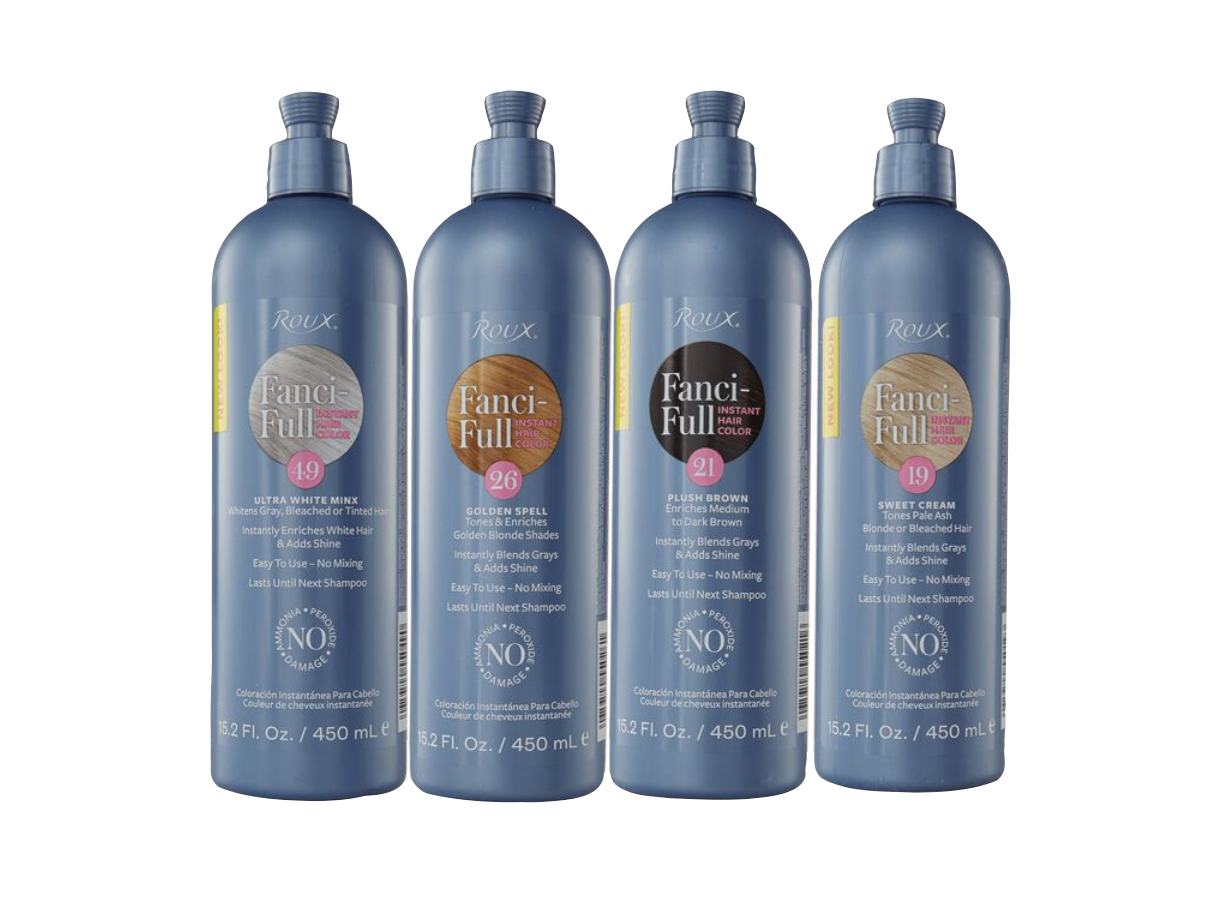 NEW LOOK!
ROUX
Fanci-
Full
INSTANT
HAIR
COLOR
49
ULTRA WHITE MINX
Whitens Gray, Bleached or Tinted Hair
Instantly Enriches White Hair
& Adds Shine
Easy To Use – No Mixing
Lasts Until Next Shampoo
AMMONIA • PEROXIDE • DAMAGE •
NO
Coloración Instantánea Para Cabello
Couleur de cheveux instantanée
15.2 Fl. Oz. / 450 mL e
ROUX
Fanci-
Full
INSTANT
HAIR
COLOR
26
GOLDEN SPELL
Tones & Enriches
Golden Blonde Shades
Instantly Blends Grays
& Adds Shine
Easy To Use – No Mixing
Lasts Until Next Shampoo
AMMONIA • PEROXIDE • DAMAGE •
NO
Coloración Instantánea Para Cabello
Couleur de cheveux instantanée
15.2 Fl. Oz. / 450 mL e
NEW LOOK!
ROUX
Fanci-
Full
INSTANT
HAIR
COLOR
21
PLUSH BROWN
Enriches Medium
to Dark Brown
Instantly Blends Grays
& Adds Shine
Easy To Use – No Mixing
Lasts Until Next Shampoo
AMMONIA • PEROXIDE • DAMAGE •
NO
Coloración Instantánea Para Cabello
Couleur de cheveux instantanée
15.2 Fl. Oz. / 450 mL e
NEW LOOK!
ROUX
Fanci-
Full
INSTANT
HAIR
COLOR
19
SWEET CREAM
Tones Pale Ash
Blonde or Bleached Hair
Instantly Blends Grays
& Adds Shine
Easy To Use – No Mixing
Lasts Until Next Shampoo
AMMONIA • PEROXIDE • DAMAGE •
NO
Coloración Instantánea Para Cabello
Couleur de cheveux instantanée
15.2 Fl. Oz. / 450 mL e